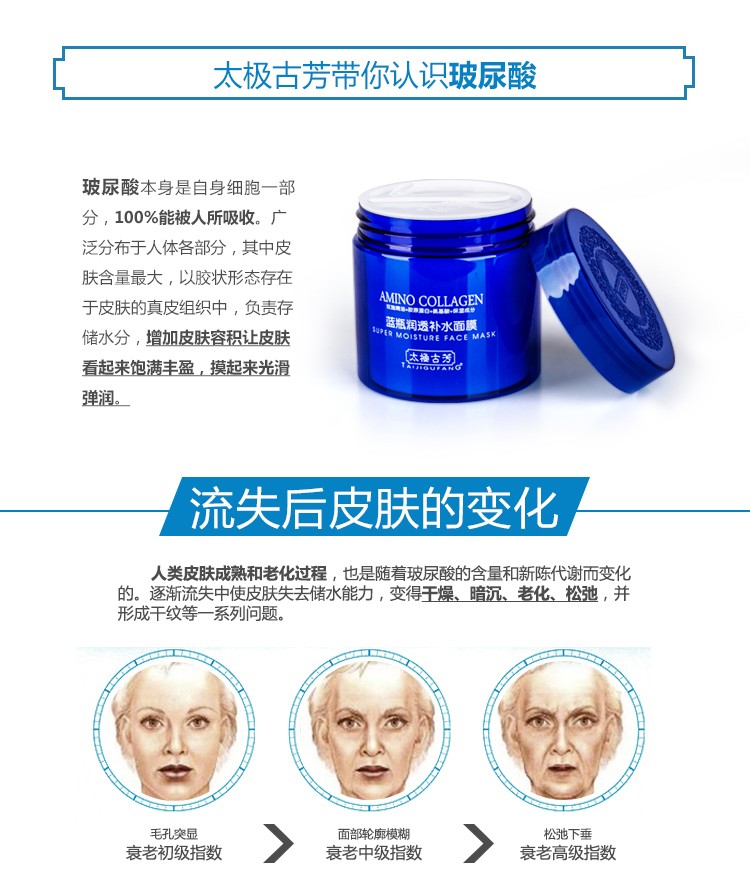 太极古芳带你认识玻尿酸
玻尿酸本身是自身细胞一部
分，100%能被人所吸收。广
泛分布于人体各部分，其中皮
肤含量最大，以胶状形态存在
于皮肤的真皮组织中，负责存
储水分，增加皮肤容积让皮肤
看起来饱满丰盈，摸起来光滑
弹润。
AMINO COLLAGEN
蓝瓶润透补水面膜
SUPER MOISTURE FACE MASK
太极古芳
TAIJIGUFANG
流失后皮肤的变化
人类皮肤成熟和老化过程，也是随着玻尿酸的含量和新陈代谢而变化
的。逐渐流失中使皮肤失去储水能力，变得干燥、暗沉、老化、松弛，并
形成干纹等一系列问题。
毛孔突显
衰老初级指数
面部轮廓模糊
衰老中级指数
松弛下垂
衰老高级指数